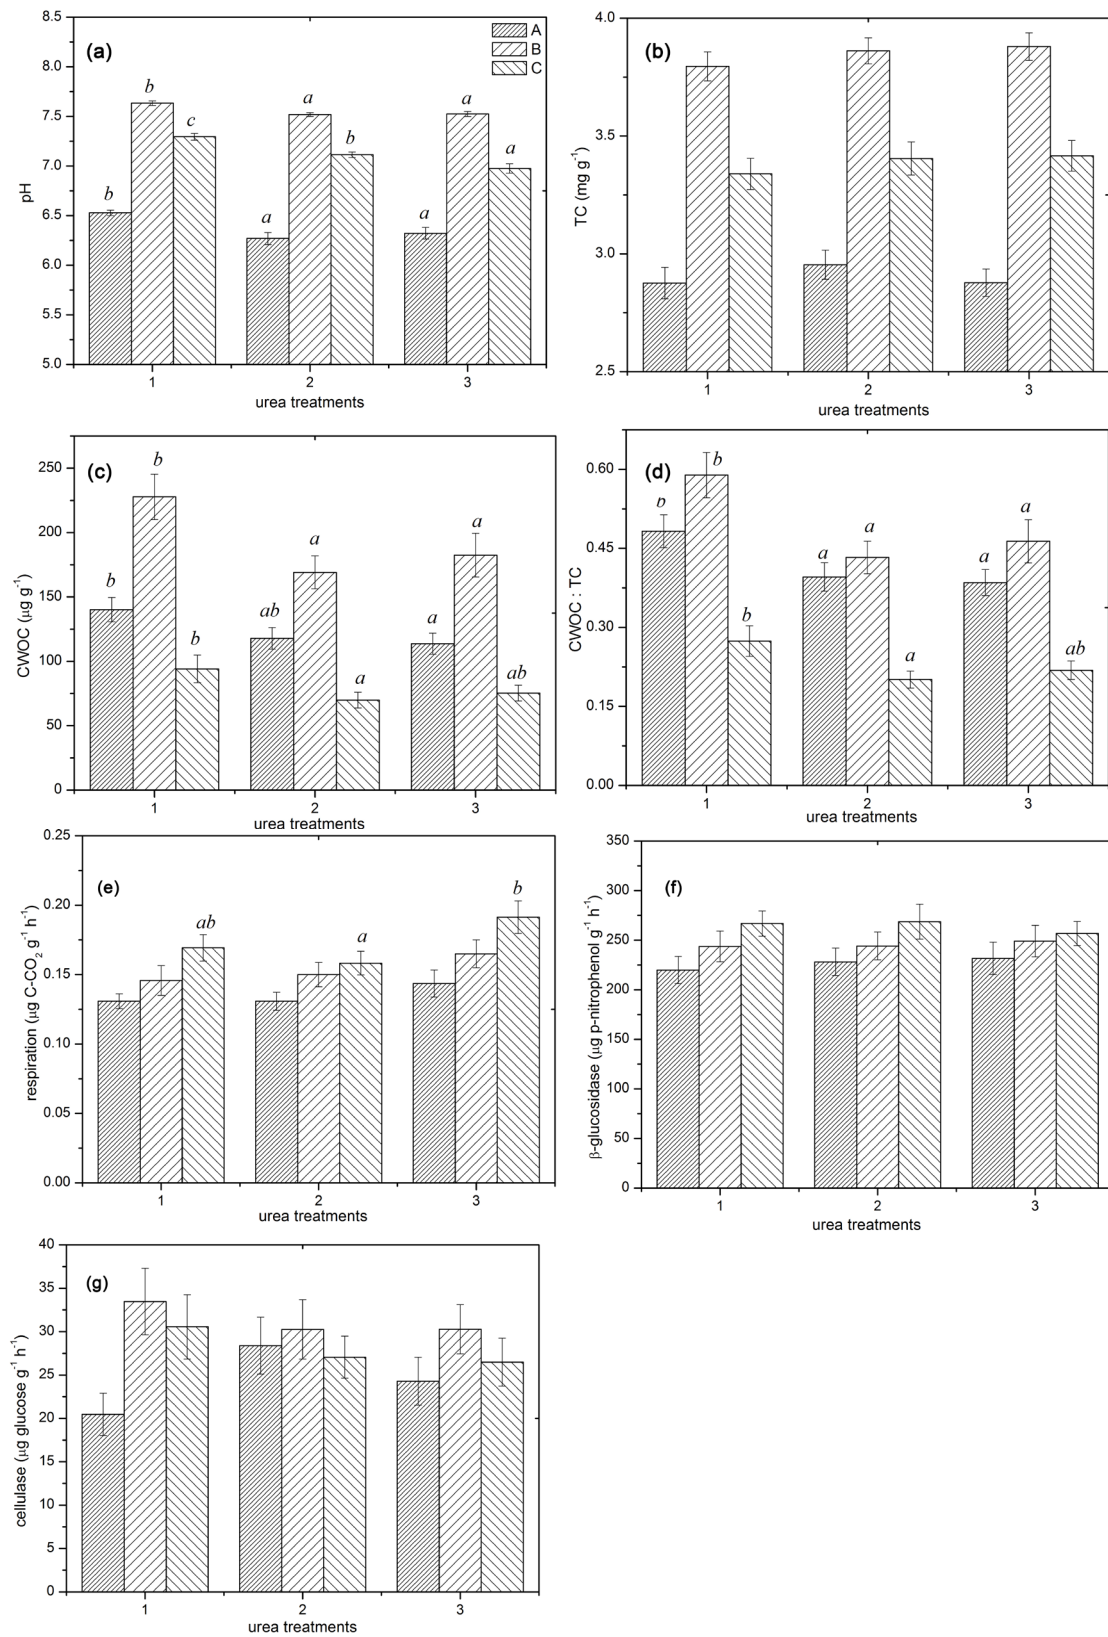 (a)
A
B
C
8.5
8.0
7.5
7.0
6.5
6.0
5.5
5.0
pH
b
b
c
a
a
b
a
a
a
1
2
3
urea treatments
(b)
4.0
3.5
3.0
2.5
TC (mg g⁻¹)
1
2
3
urea treatments
(c)
250
200
150
100
50
0
CWOC (μg g⁻¹)
b
b
b
ab
a
a
a
a
ab
1
2
3
urea treatments
(d)
0.60
0.45
0.30
0.15
0.00
CWOC : TC
b
b
b
a
a
a
a
a
ab
1
2
3
urea treatments
(e)
0.25
0.20
0.15
0.10
0.05
0.00
respiration (μg C-CO₂ g⁻¹ h⁻¹)
ab
a
b
1
2
3
urea treatments
(f)
350
300
250
200
150
100
50
0
β-glucosidase (μg p-nitrophenol g⁻¹ h⁻¹)
1
2
3
urea treatments
(g)
40
35
30
25
20
15
10
5
0
cellulase (μg glucose g⁻¹ h⁻¹)
1
2
3
urea treatments